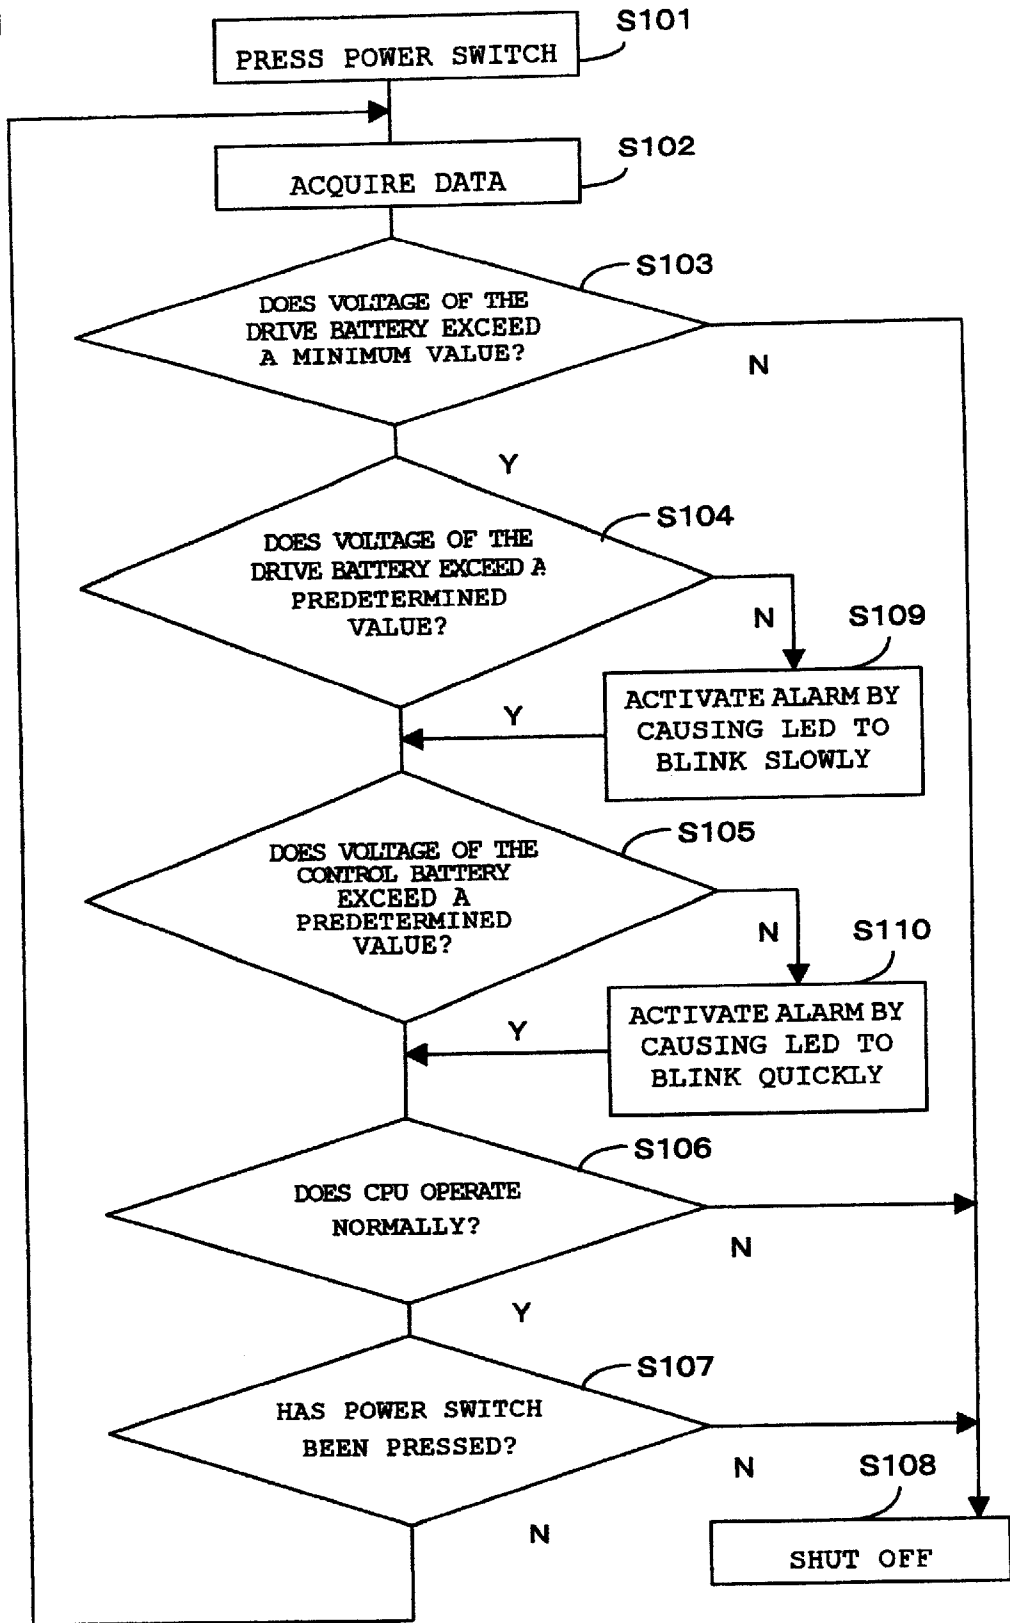 S101
PRESS POWER SWITCH
S102
ACQUIRE DATA
S103
DOES VOLTAGE OF THE
DRIVE BATTERY EXCEED
A MINIMUM VALUE?
N
Y
S104
DOES VOLTAGE OF THE
DRIVE BATTERY EXCEED A
PREDETERMINED
VALUE?
N
S109
ACTIVATE ALARM BY
CAUSING LED TO
BLINK SLOWLY
Y
S105
DOES VOLTAGE OF THE
CONTROL BATTERY
EXCEED A
PREDETERMINED
VALUE?
N
S110
ACTIVATE ALARM BY
CAUSING LED TO
BLINK QUICKLY
Y
S106
DOES CPU OPERATE
NORMALLY?
N
Y
S107
HAS POWER SWITCH
BEEN PRESSED?
N
S108
N
SHUT OFF